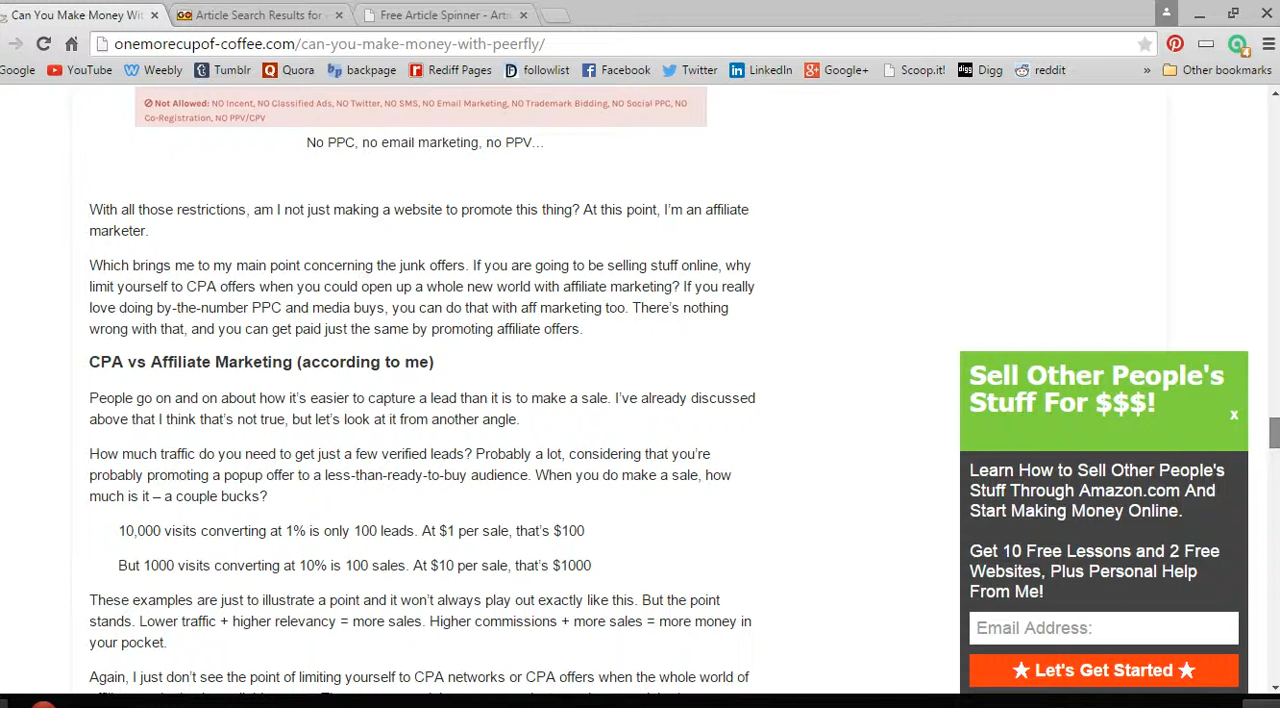 Can You Make Money Wit
Article Search Results for
Free Article Spinner - Arti
onemorecupof-coffee.com/can-you-make-money-with-peerfly/
Google YouTube Weebly Tumblr Quora backpage Rediff Pages followlist Facebook Twitter LinkedIn Google+ Scoop.it! Digg reddit » Other bookmarks
Not Allowed: NO Incent, NO Classified Ads, NO Twitter, NO SMS, NO Email Marketing, NO Trademark Bidding, NO Social PPC, NO
Co-Registration, NO PPV/CPV
No PPC, no email marketing, no PPV…
With all those restrictions, am I not just making a website to promote this thing? At this point, I'm an affiliate
marketer.
Which brings me to my main point concerning the junk offers. If you are going to be selling stuff online, why
limit yourself to CPA offers when you could open up a whole new world with affiliate marketing? If you really
love doing by-the-number PPC and media buys, you can do that with aff marketing too. There's nothing
wrong with that, and you can get paid just the same by promoting affiliate offers.
CPA vs Affiliate Marketing (according to me)
People go on and on about how it's easier to capture a lead than it is to make a sale. I've already discussed
above that I think that's not true, but let's look at it from another angle.
How much traffic do you need to get just a few verified leads? Probably a lot, considering that you're
probably promoting a popup offer to a less-than-ready-to-buy audience. When you do make a sale, how
much is it – a couple bucks?
10,000 visits converting at 1% is only 100 leads. At $1 per sale, that's $100
But 1000 visits converting at 10% is 100 sales. At $10 per sale, that's $1000
These examples are just to illustrate a point and it won't always play out exactly like this. But the point
stands. Lower traffic + higher relevancy = more sales. Higher commissions + more sales = more money in
your pocket.
Again, I just don't see the point of limiting yourself to CPA networks or CPA offers when the whole world of
Sell Other People's
Stuff For $$$!
x
Learn How to Sell Other People's
Stuff Through Amazon.com And
Start Making Money Online.
Get 10 Free Lessons and 2 Free
Websites, Plus Personal Help
From Me!
Email Address:
★ Let's Get Started ★